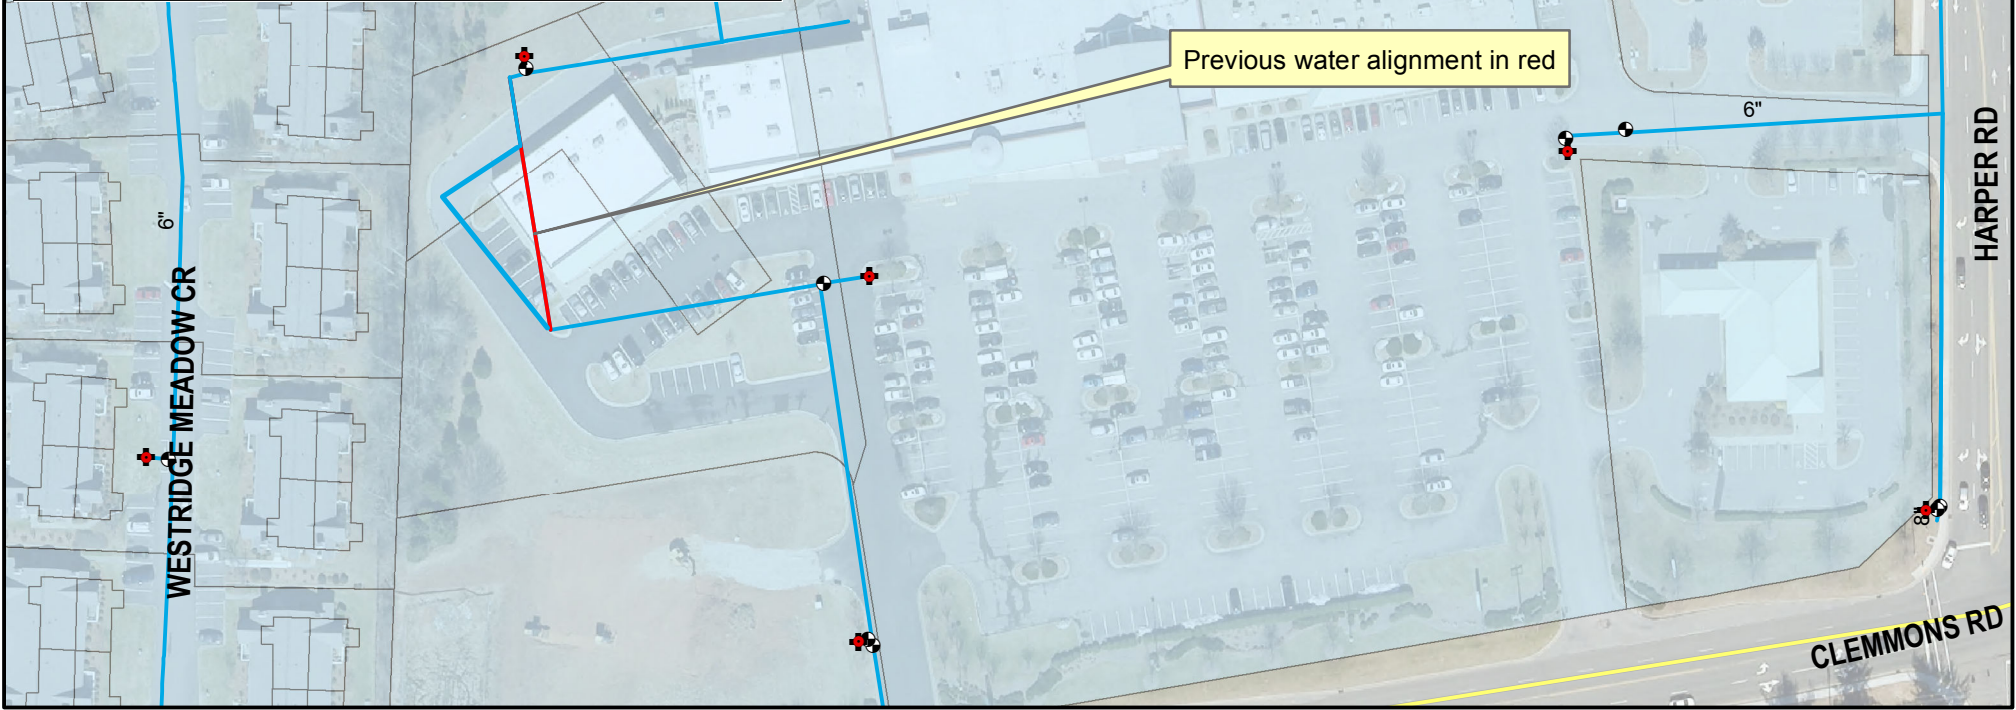 Previous water alignment in red
6"
6"
HARPER RD
WESTRIDGE MEADOW CR
8"
CLEMMONS RD